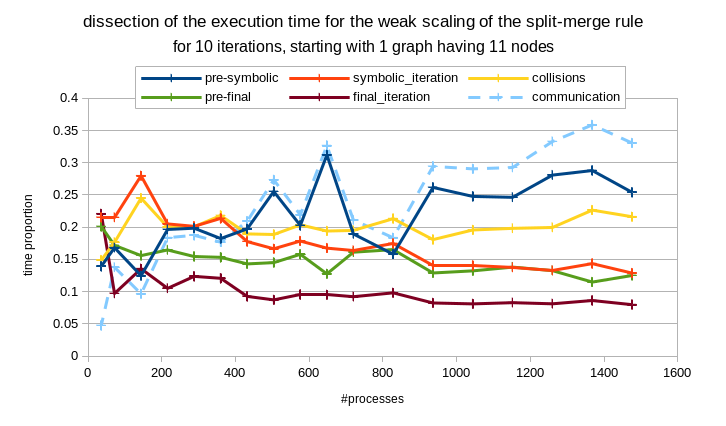 dissection of the execution time for the weak scaling of the split-merge rule
for 10 iterations, starting with 1 graph having 11 nodes
pre-symbolic symbolic_iteration collisions
pre-final final_iteration communication
0.4
0.35
0.3
0.25
0.2
0.15
0.1
0.05
0
time proportion
0 200 400 600 800 1000 1200 1400 1600
#processes